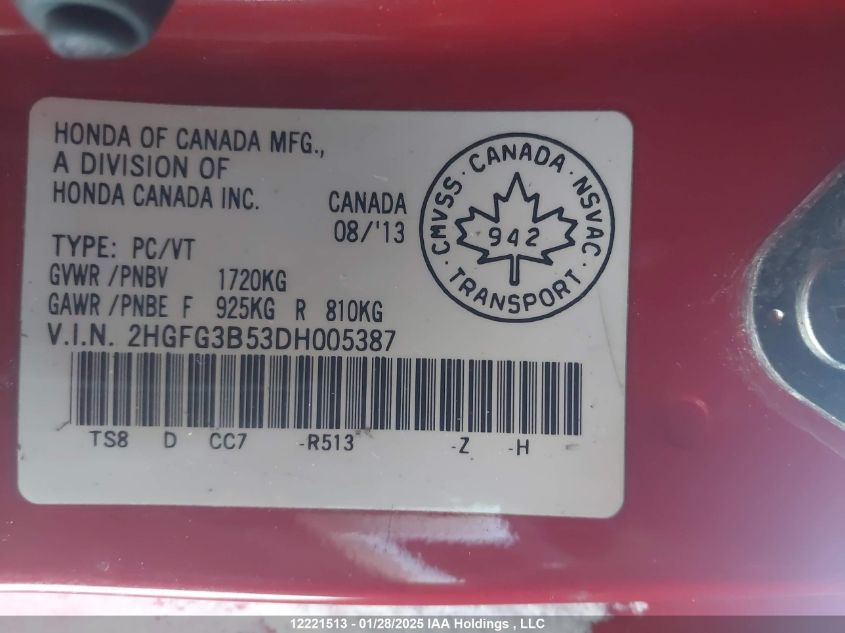 HONDA OF CANADA MFG.,
A DIVISION OF
HONDA CANADA INC.
CANADA
08/'13
CMVSS · CANADA · NSVAC
942
· TRANSPORT ·
TYPE: PC/VT
GVWR /PNBV 1720KG
GAWR /PNBE F 925KG R 810KG
V.I.N. 2HGFG3B53DH005387
TS8 D CC7 -R513 -Z -H -
12221513 - 01/28/2025 IAA Holdings , LLC